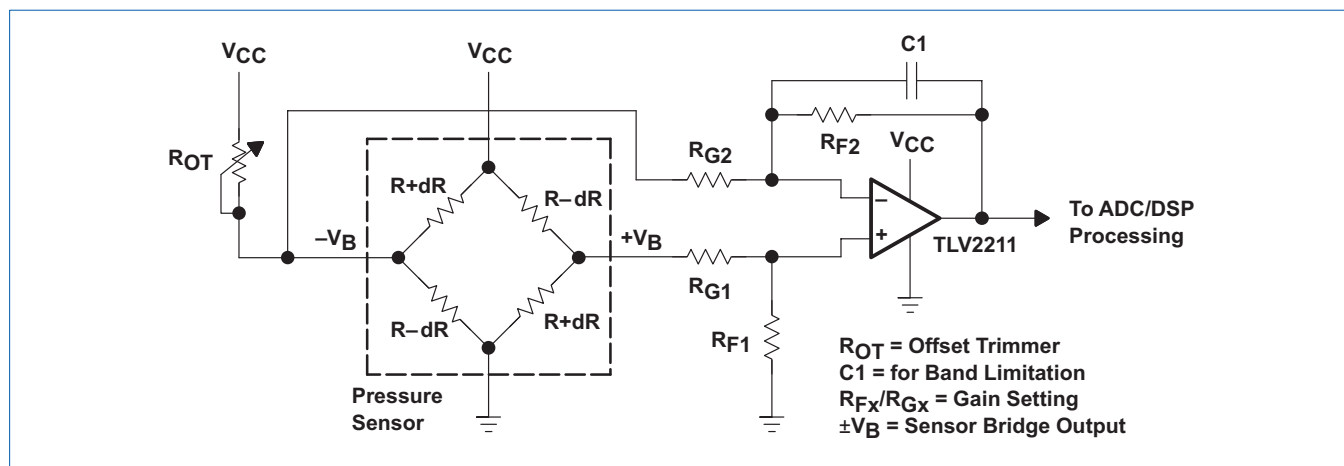 VCC
VCC
C1
ROT
RF2
VCC
RG2
R+dR
R–dR
–VB
+VB
–
+
TLV2211
To ADC/DSP
Processing
RG1
R–dR
R+dR
RF1
Pressure
Sensor
ROT = Offset Trimmer
C1 = for Band Limitation
RFx/RGx = Gain Setting
±VB = Sensor Bridge Output